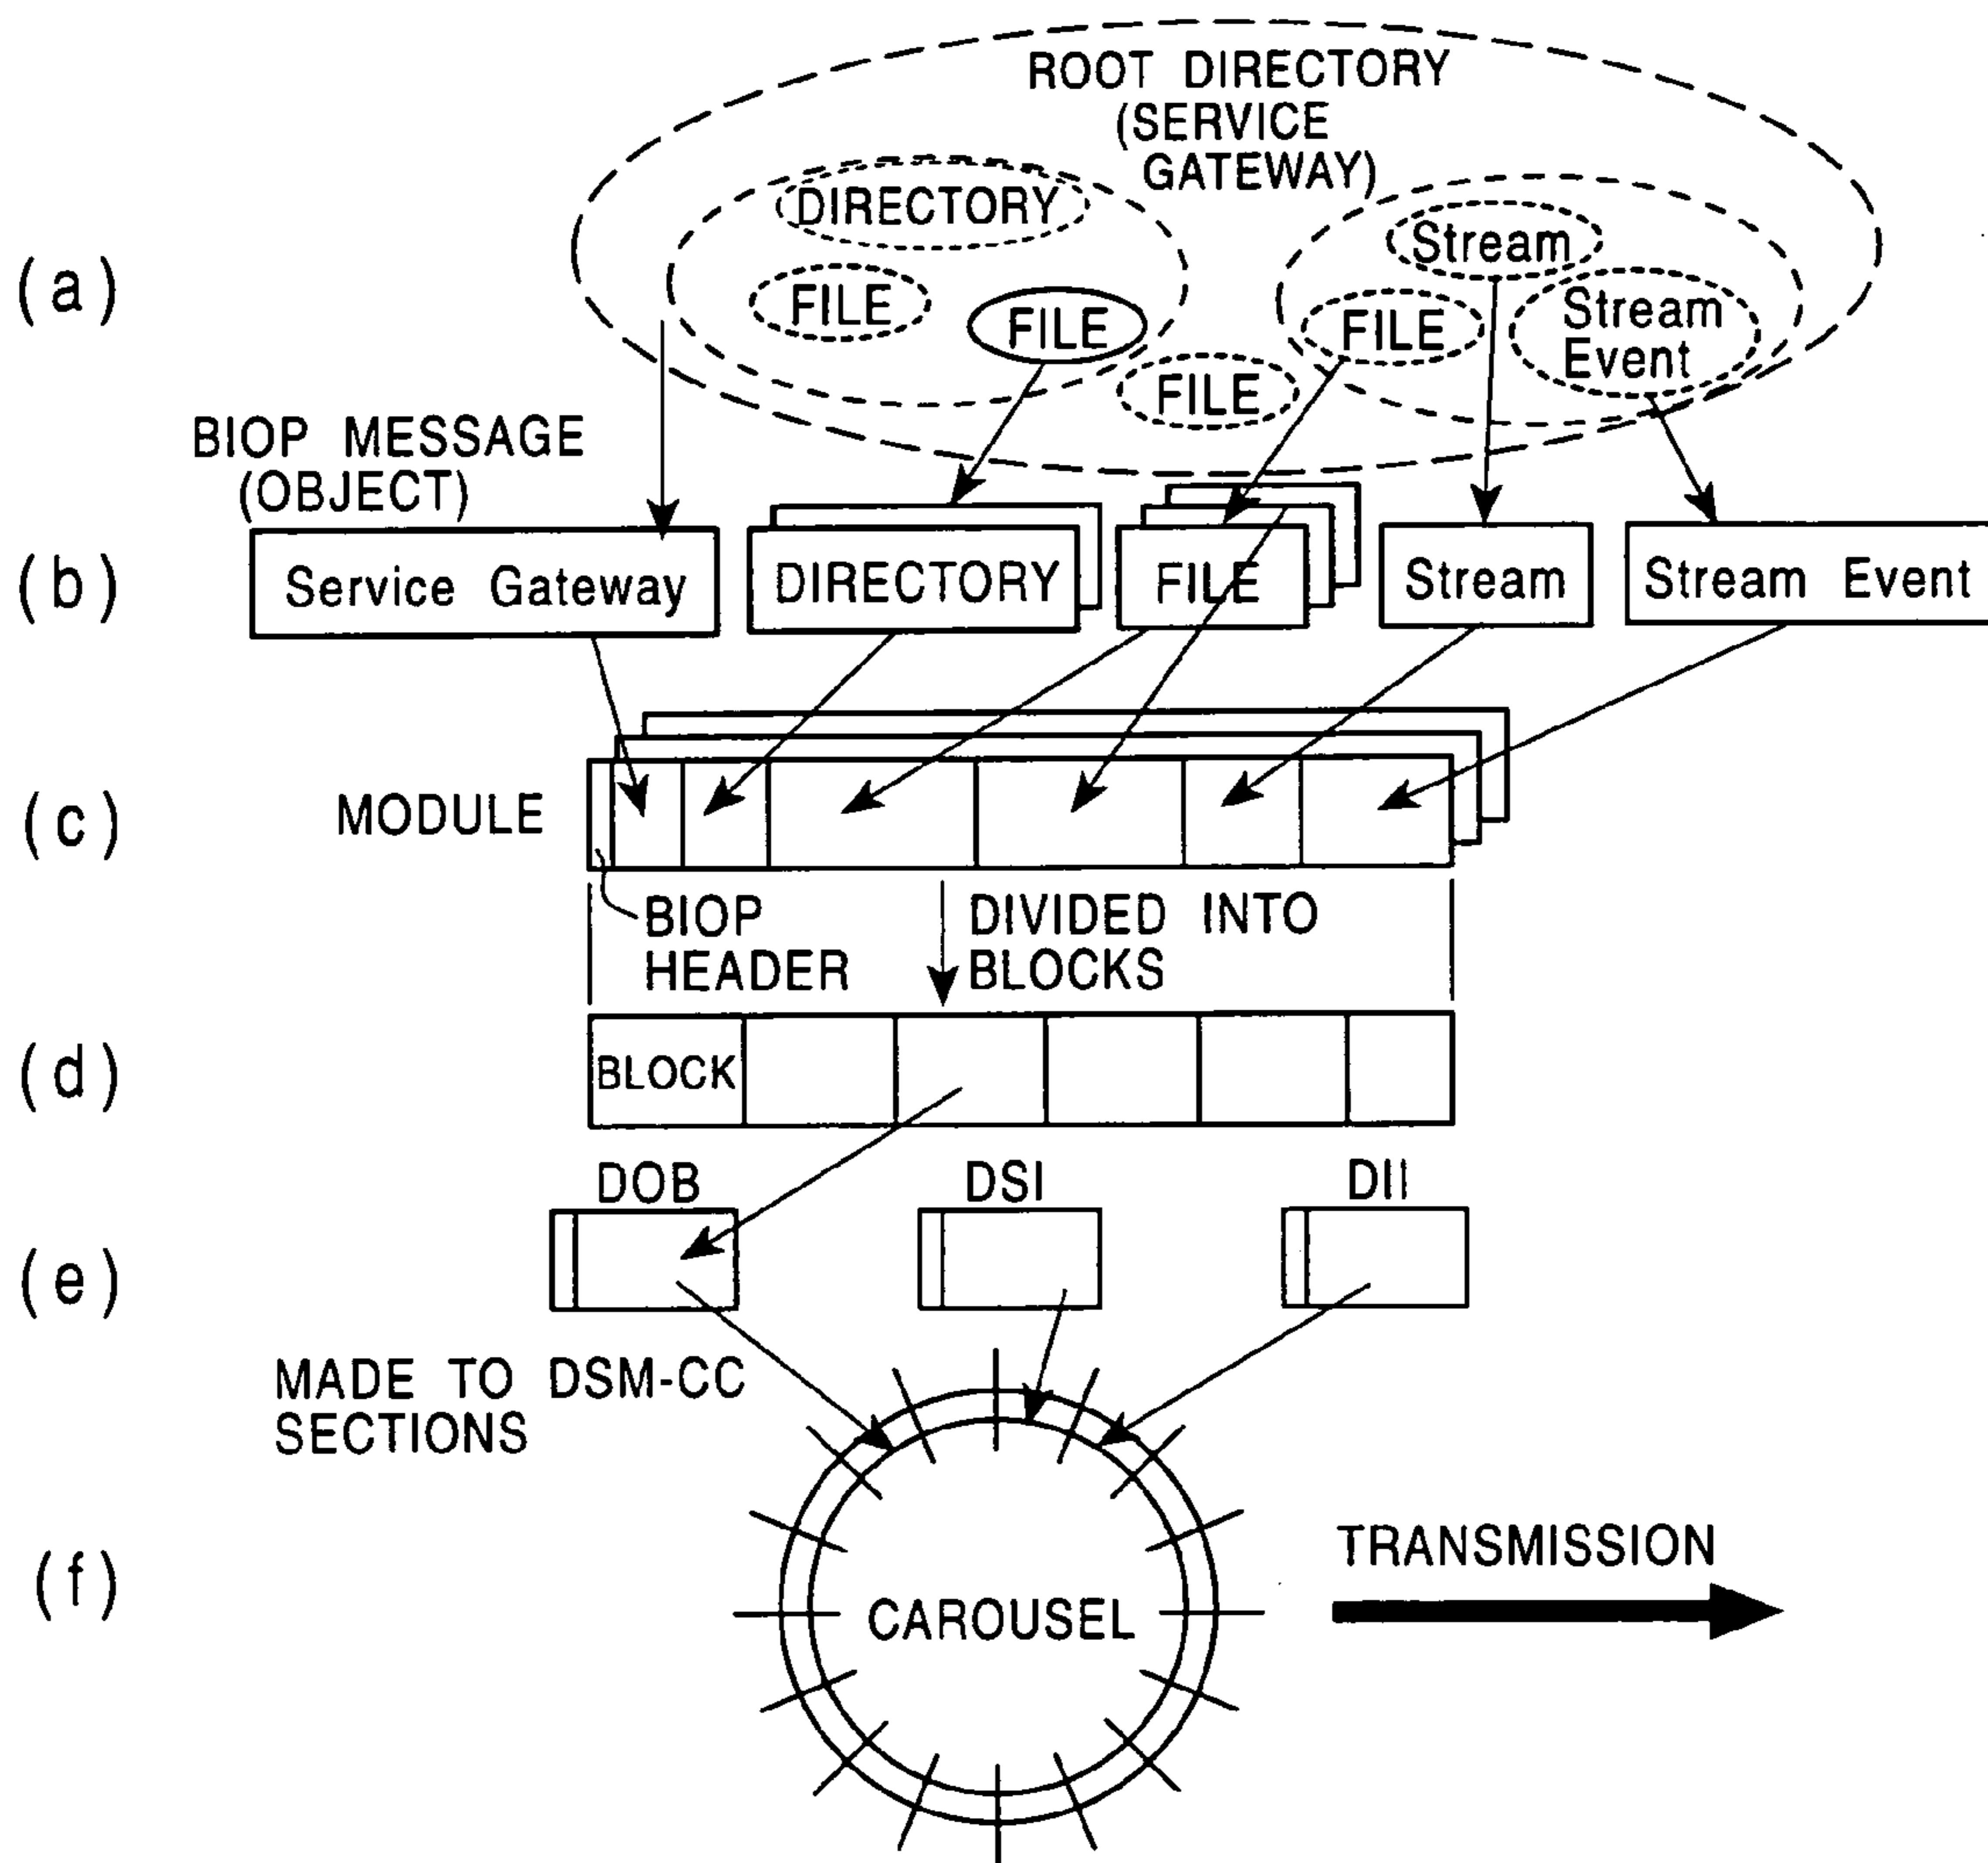 ROOT DIRECTORY
(SERVICE
GATEWAY)
(a)
DIRECTORY
FILE
FILE
FILE
Stream
FILE
Stream
Event
BIOP MESSAGE
(OBJECT)
(b)
Service Gateway
DIRECTORY
FILE
Stream
Stream Event
(c)
MODULE
BIOP
HEADER
DIVIDED INTO
BLOCKS
(d)
BLOCK
DOB
DSI
DII
(e)
MADE TO DSM-CC
SECTIONS
(f)
CAROUSEL
TRANSMISSION